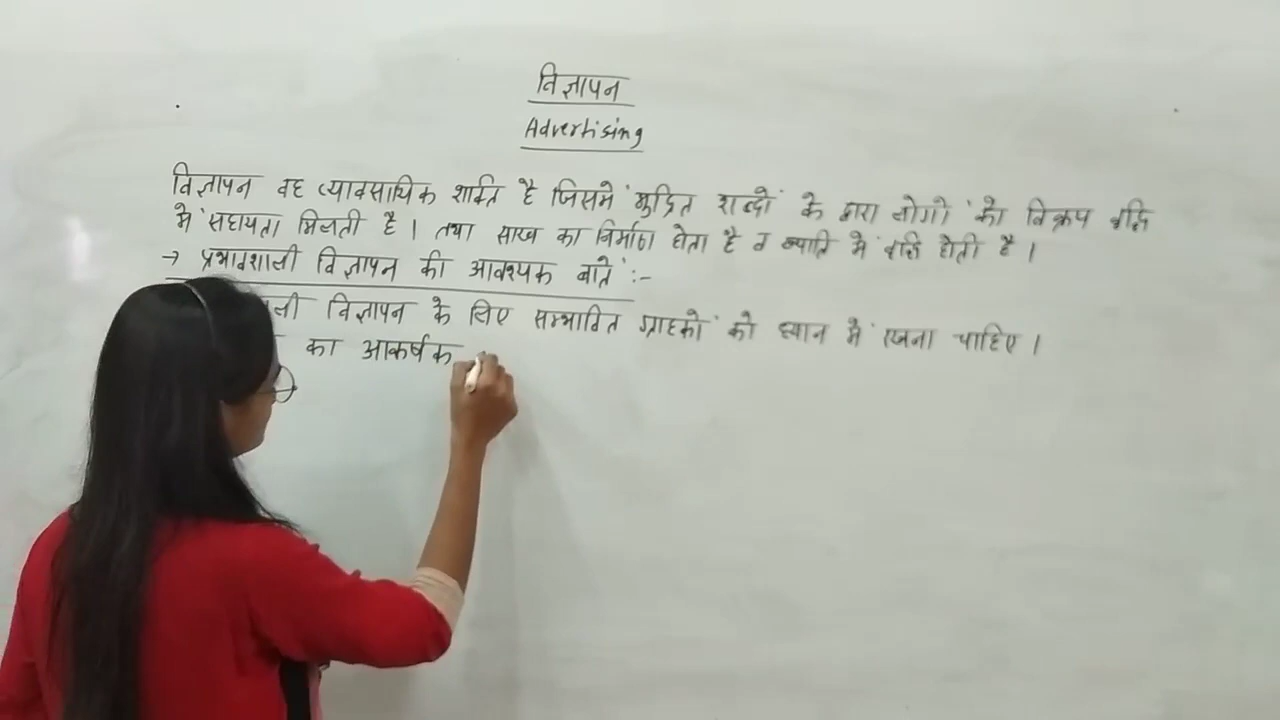 विज्ञापन
Advertising
विज्ञापन वह व्यावसायिक शक्ति है जिसमें मुद्रित शब्दों के द्वारा लोगो को विक्रय वृद्धि
में सहायता मिलती है । तथा साख का निर्माण होता है व ख्याति में वृद्धि होती है ।
→ प्रभावशाली विज्ञापन की आवश्यक बातें :-
विज्ञापन के लिए सम्भावित ग्राहकों को ध्यान में रखना चाहिए ।
का आकर्षक